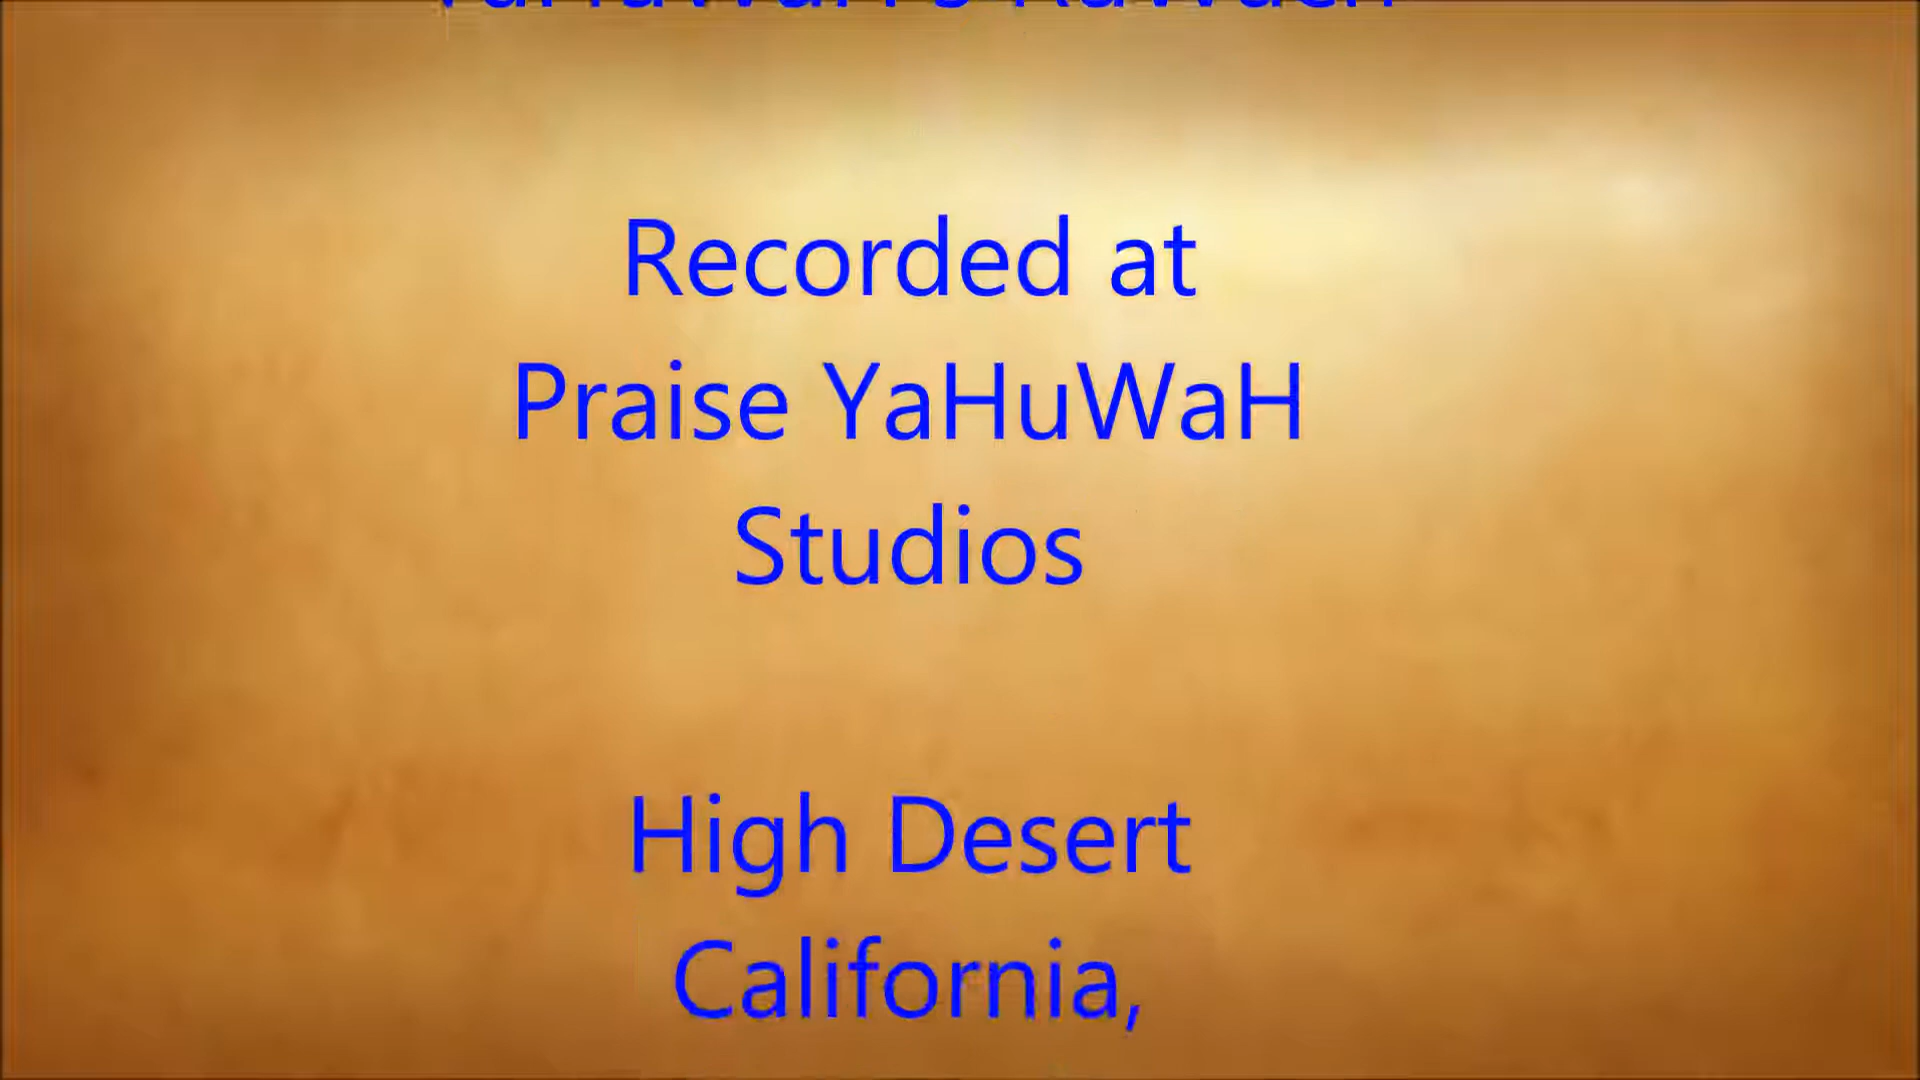 Recorded at
Praise YaHuWaH
Studios
High Desert
California,